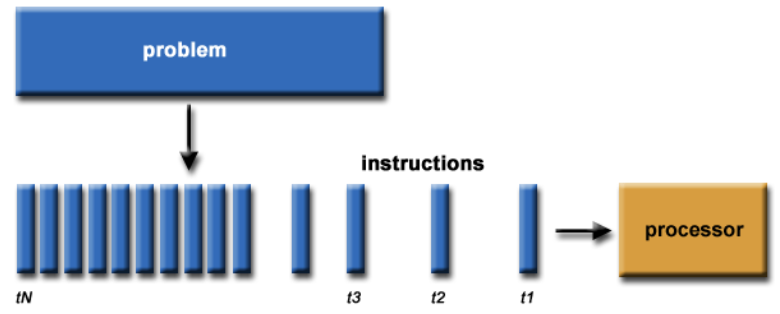 problem
instructions
processor
tN
t3
t2
t1